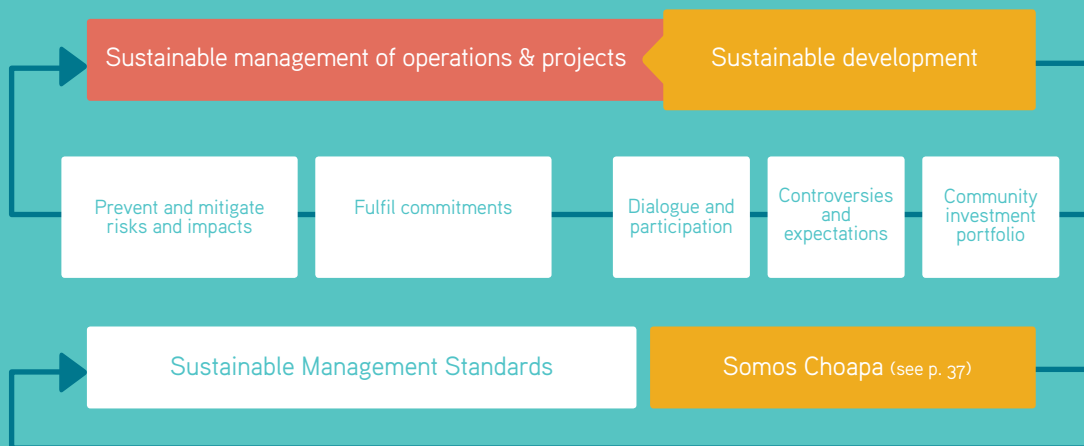 Sustainable management of operations & projects
Sustainable development
Prevent and mitigate
risks and impacts
Fulfil commitments
Dialogue and
participation
Controversies
and
expectations
Community
investment
portfolio
Sustainable Management Standards
Somos Choapa (see p. 37)